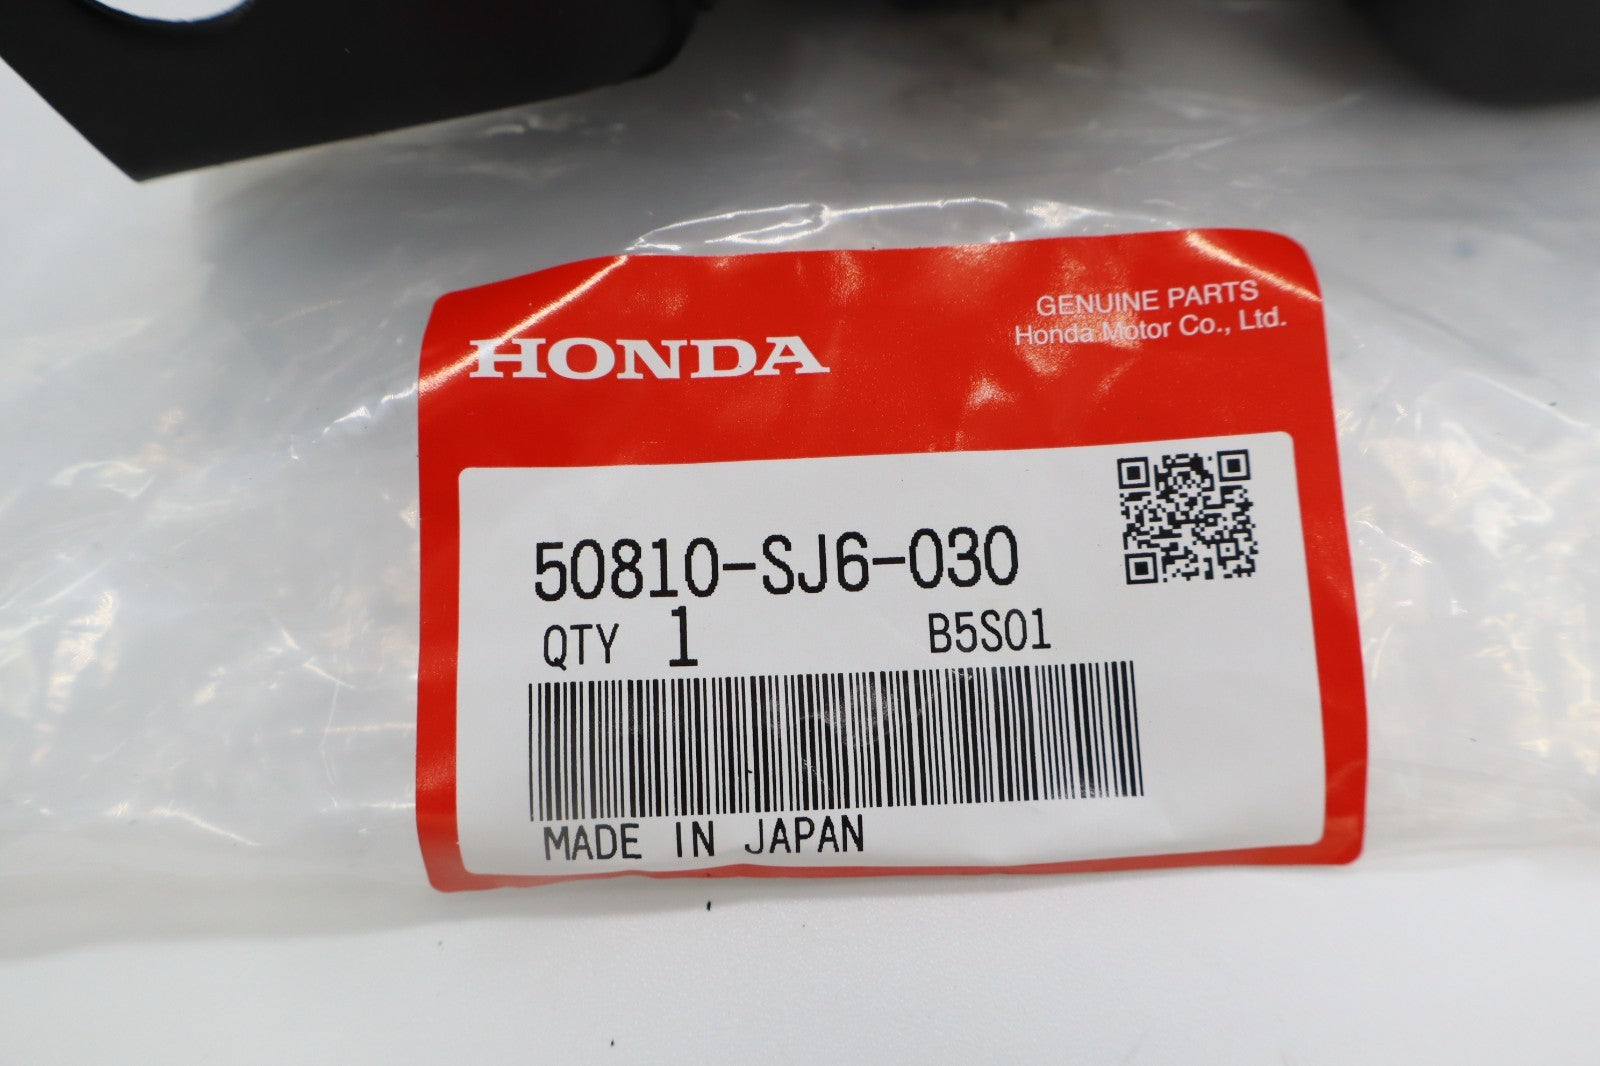 HONDA
GENUINE PARTS
Honda Motor Co., Ltd.
50810-SJ6-030
QTY 1 B5S01
MADE IN JAPAN